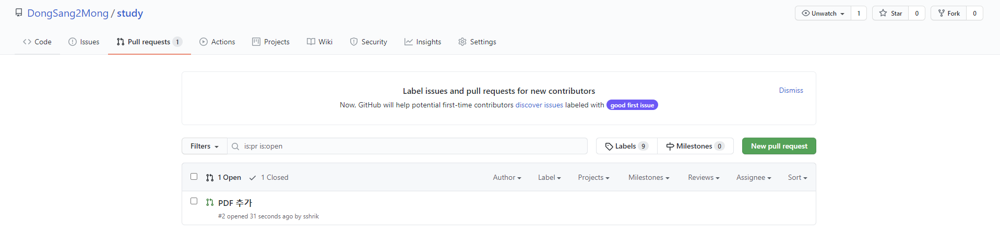 DongSang2Mong / study
Unwatch 1 Star 0 Fork 0
Code Issues Pull requests 1 Actions Projects Wiki Security Insights Settings
Label issues and pull requests for new contributors
Dismiss
Now, GitHub will help potential first-time contributors discover issues labeled with good first issue
Filters is:pr is:open Labels 9 Milestones 0 New pull request
1 Open 1 Closed Author Label Projects Milestones Reviews Assignee Sort
PDF 추가
#2 opened 31 seconds ago by sshrik